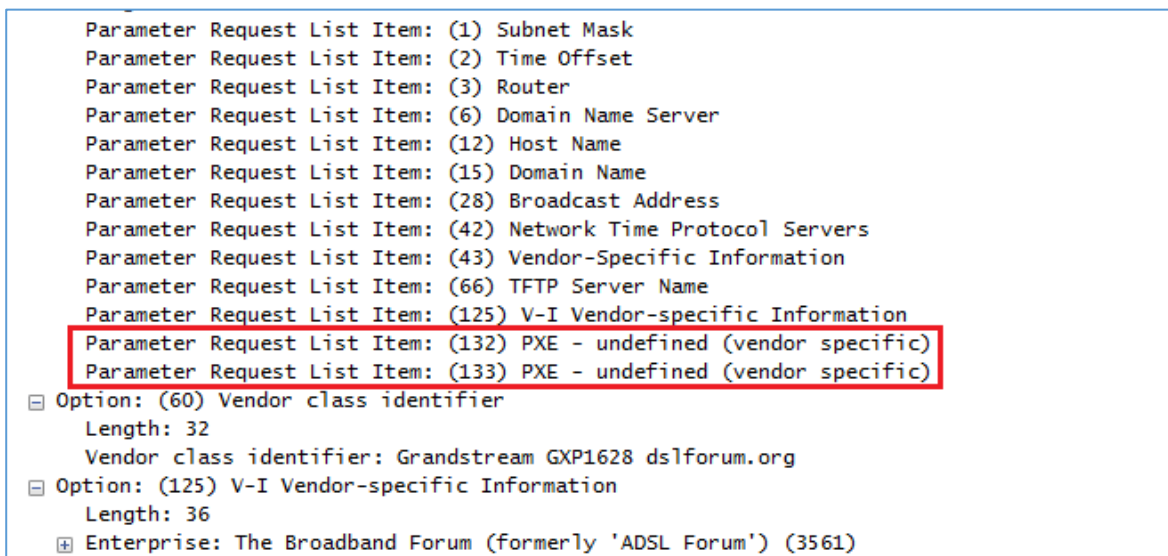 Parameter Request List Item: (1) Subnet Mask
Parameter Request List Item: (2) Time Offset
Parameter Request List Item: (3) Router
Parameter Request List Item: (6) Domain Name Server
Parameter Request List Item: (12) Host Name
Parameter Request List Item: (15) Domain Name
Parameter Request List Item: (28) Broadcast Address
Parameter Request List Item: (42) Network Time Protocol Servers
Parameter Request List Item: (43) Vendor-Specific Information
Parameter Request List Item: (66) TFTP Server Name
Parameter Request List Item: (125) V-I Vendor-specific Information
Parameter Request List Item: (132) PXE - undefined (vendor specific)
Parameter Request List Item: (133) PXE - undefined (vendor specific)
Option: (60) Vendor class identifier
Length: 32
Vendor class identifier: Grandstream GXP1628 dslforum.org
Option: (125) V-I Vendor-specific Information
Length: 36
Enterprise: The Broadband Forum (formerly 'ADSL Forum') (3561)